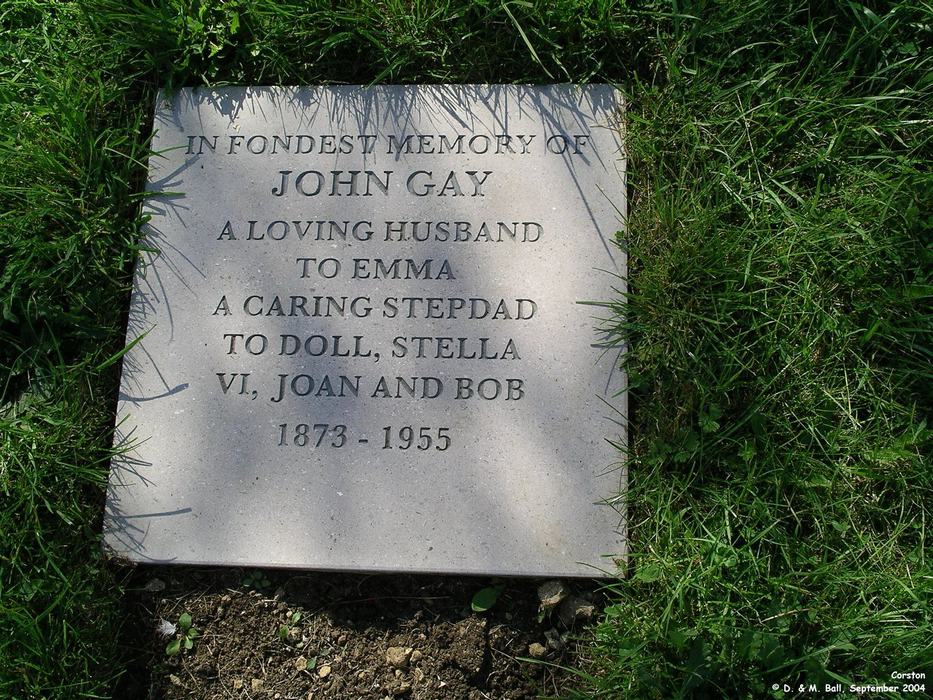 IN FONDEST MEMORY OF
JOHN GAY
A LOVING HUSBAND
TO EMMA
A CARING STEPDAD
TO DOLL, STELLA
VI, JOAN AND BOB
1873 - 1955
Corston
© D. & M. Ball, September 2004